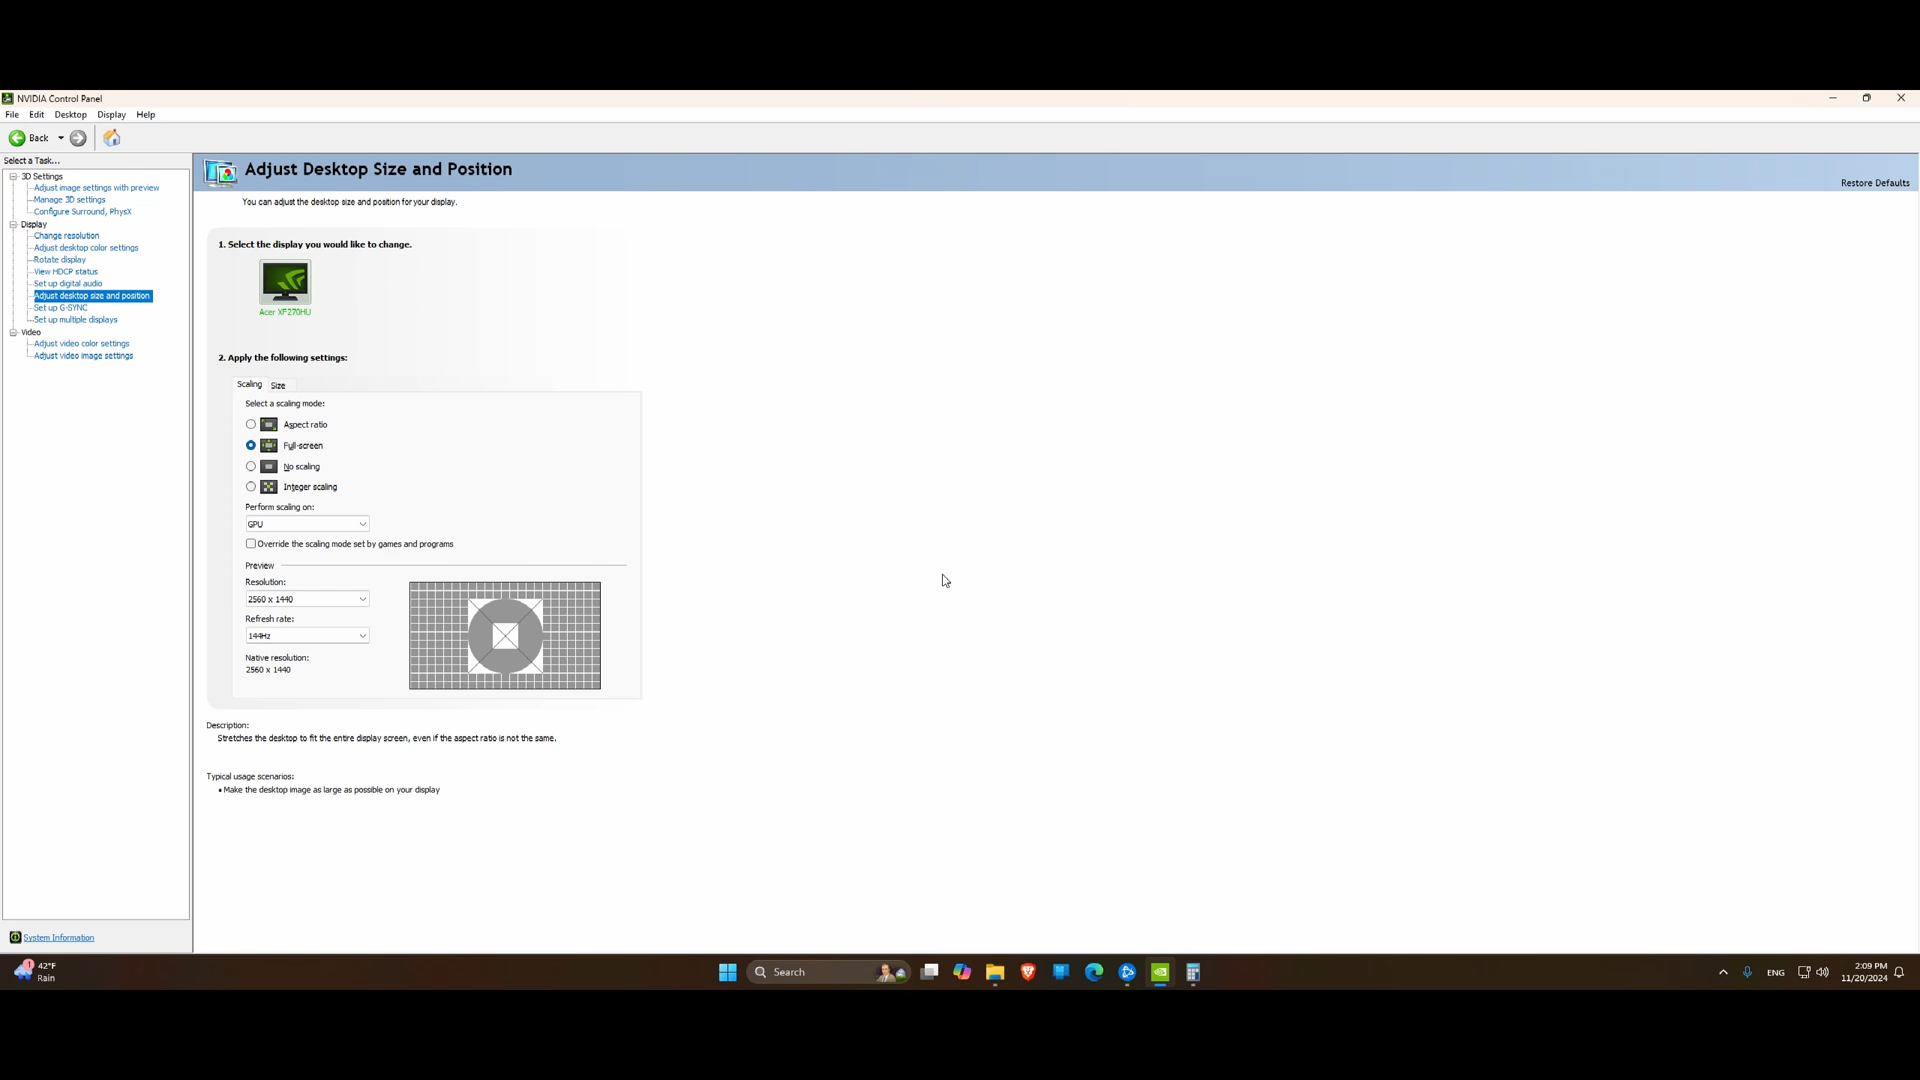 NVIDIA Control Panel
File Edit Desktop Display Help
Back
Select a Task...
3D Settings
Adjust image settings with preview
Manage 3D settings
Configure Surround, PhysX
Display
Change resolution
Adjust desktop color settings
Rotate display
View HDCP status
Set up digital audio
Adjust desktop size and position
Set up G-SYNC
Set up multiple displays
Video
Adjust video color settings
Adjust video image settings
System Information
Adjust Desktop Size and Position
Restore Defaults
You can adjust the desktop size and position for your display.
1. Select the display you would like to change.
Acer XF270HU
2. Apply the following settings:
Scaling Size
Select a scaling mode:
Aspect ratio
Full-screen
No scaling
Integer scaling
Perform scaling on:
GPU
Override the scaling mode set by games and programs
Preview
Resolution:
2560 x 1440
Refresh rate:
144Hz
Native resolution:
2560 x 1440
Description:
Stretches the desktop to fit the entire display screen, even if the aspect ratio is not the same.
Typical usage scenarios:
• Make the desktop image as large as possible on your display
1
42°F
Rain
Search
ENG
2:09 PM
11/20/2024